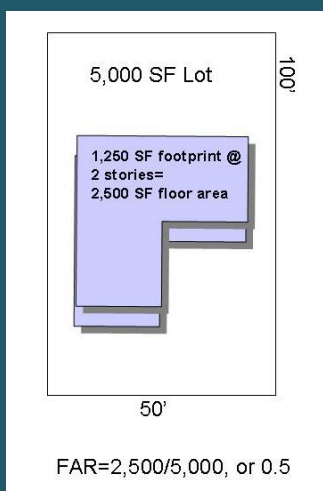 5,000 SF Lot
100'
1,250 SF footprint @
2 stories=
2,500 SF floor area
50'
FAR=2,500/5,000, or 0.5